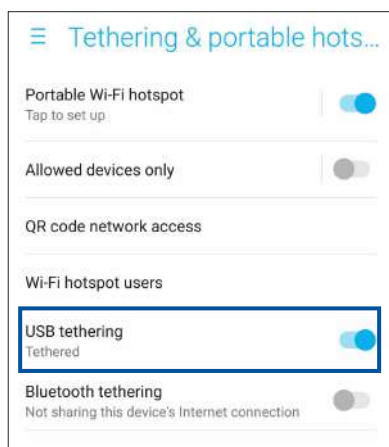 Tethering & portable hots...
Portable Wi-Fi hotspot
Tap to set up
Allowed devices only
QR code network access
Wi-Fi hotspot users
USB tethering
Tethered
Bluetooth tethering
Not sharing this device's Internet connection